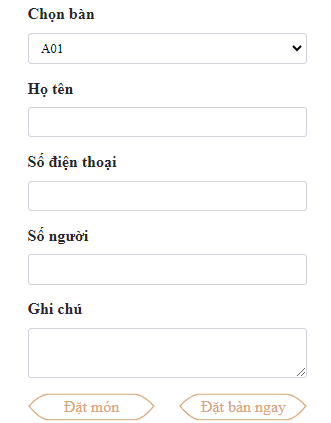 Chọn bàn
A01
Họ tên
Số điện thoại
Số người
Ghi chú
Đặt món
Đặt bàn ngay